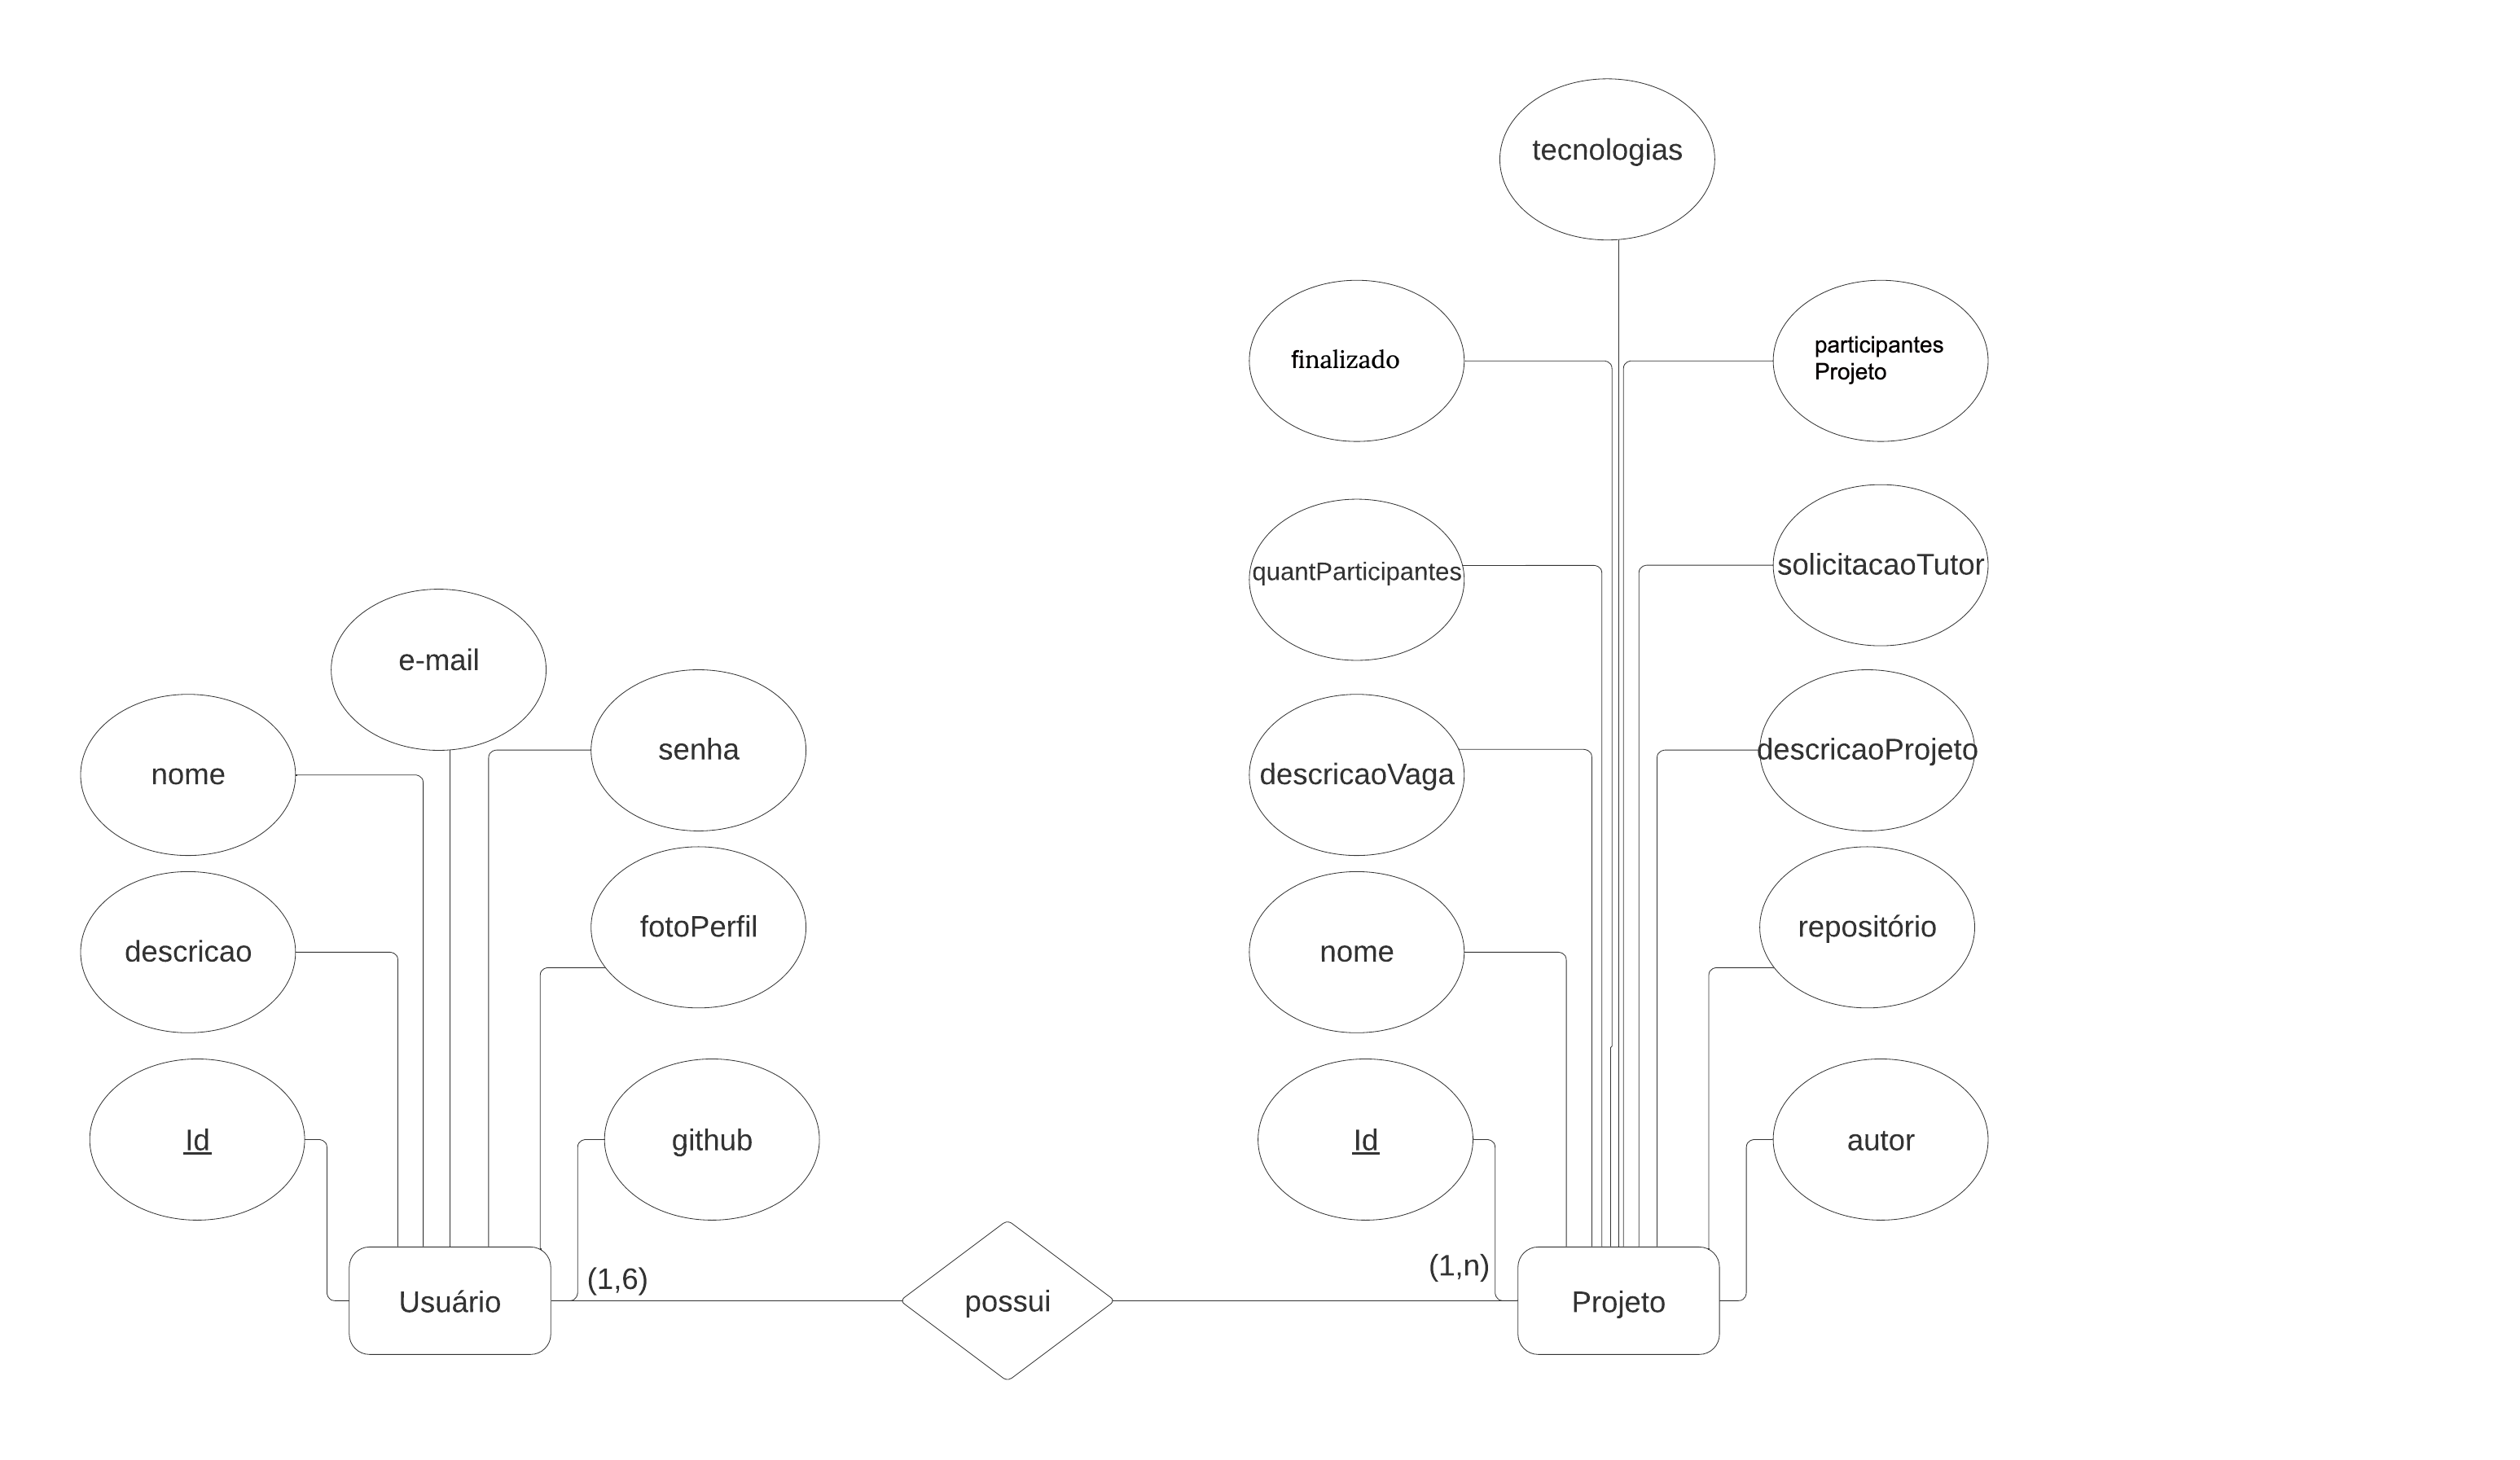 tecnologias
finalizado
participantes
Projeto
quantParticipantes
solicitacaoTutor
e-mail
nome
senha
descricaoVaga
descricaoProjeto
descricao
fotoPerfil
nome
repositório
Id
github
Id
autor
Usuário
(1,6)
possui
(1,n)
Projeto